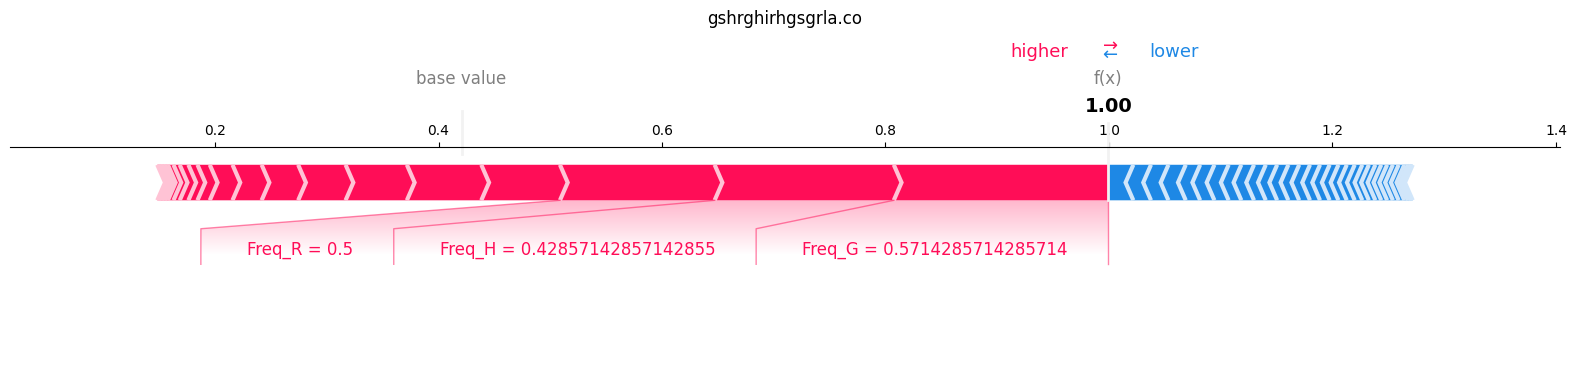 gshrghirhgsgrla.co
higher ⇄ lower
base value f(x)
1.00
0.2 0.4 0.6 0.8 1.0 1.2 1.4
Freq_R = 0.5 Freq_H = 0.42857142857142855 Freq_G = 0.5714285714285714